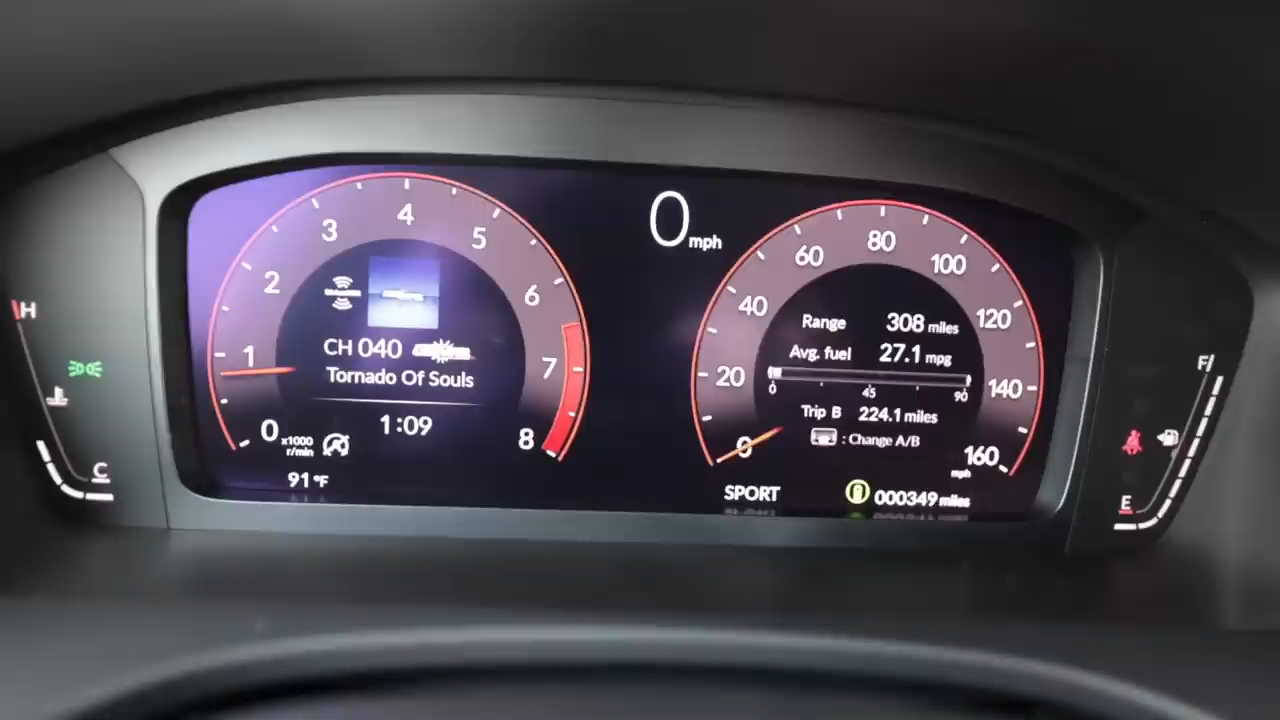 0 mph
0
1
2
3
4
5
6
7
8
x1000
r/min
CH 040
Tornado Of Souls
1:09
91 °F
0
20
40
60
80
100
120
140
160
mph
Range 308 miles
Avg. fuel 27.1 mpg
0 45 90
Trip B 224.1 miles
: Change A/B
SPORT
000349 miles
H
C
F
E